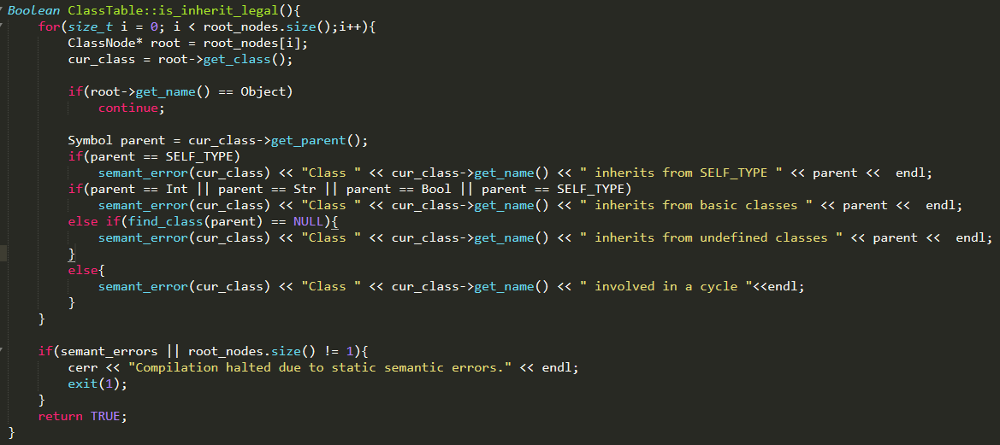 Boolean ClassTable::is_inherit_legal(){
    for(size_t i = 0; i < root_nodes.size();i++){
        ClassNode* root = root_nodes[i];
        cur_class = root->get_class();

        if(root->get_name() == Object)
            continue;

        Symbol parent = cur_class->get_parent();
        if(parent == SELF_TYPE)
            semant_error(cur_class) << "Class " << cur_class->get_name() << " inherits from SELF_TYPE " << parent <<  endl;
        if(parent == Int || parent == Str || parent == Bool || parent == SELF_TYPE)
            semant_error(cur_class) << "Class " << cur_class->get_name() << " inherits from basic classes " << parent <<  endl;
        else if(find_class(parent) == NULL){
            semant_error(cur_class) << "Class " << cur_class->get_name() << " inherits from undefined classes " << parent <<  endl;
        }
        else{
            semant_error(cur_class) << "Class " << cur_class->get_name() << " involved in a cycle "<<endl;
        }
    }

    if(semant_errors || root_nodes.size() != 1){
        cerr << "Compilation halted due to static semantic errors." << endl;
        exit(1);
    }
    return TRUE;
}